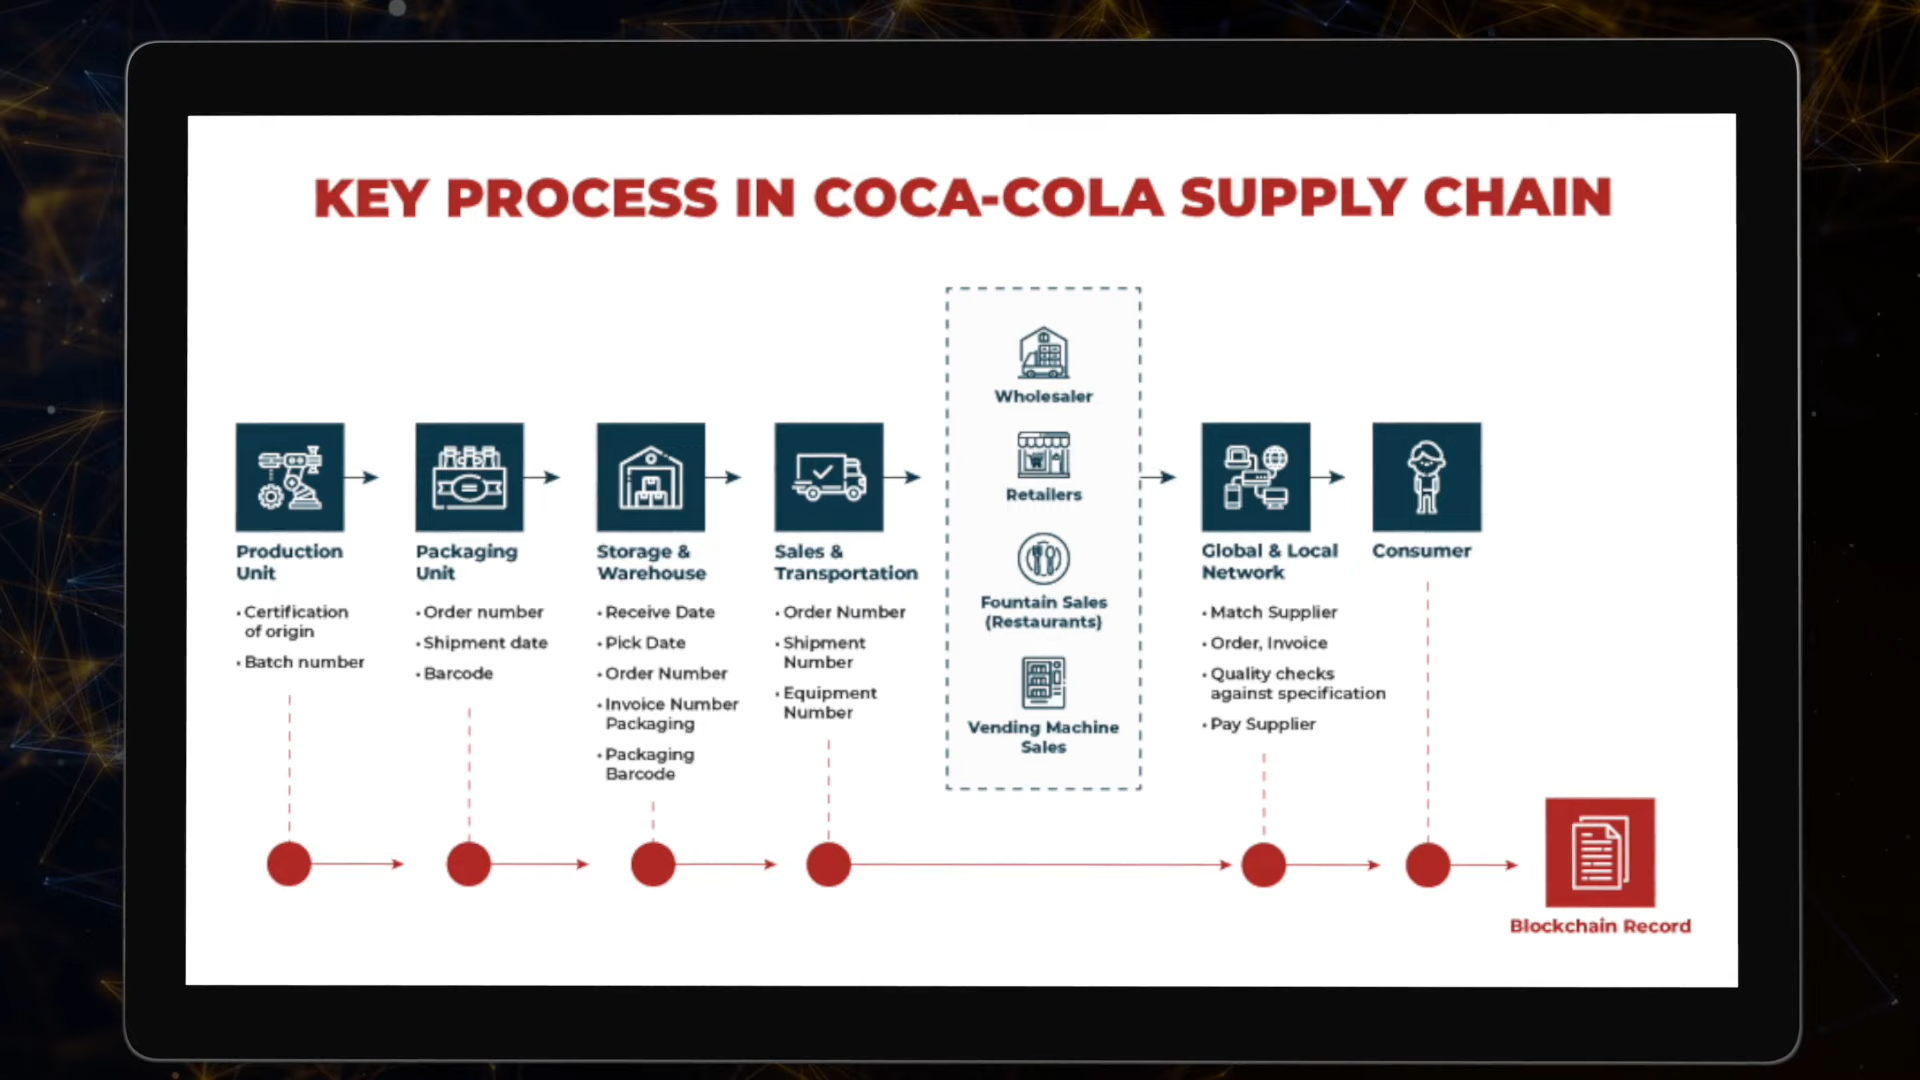 KEY PROCESS IN COCA-COLA SUPPLY CHAIN
Production
Unit
• Certification
of origin
• Batch number
Packaging
Unit
• Order number
• Shipment date
• Barcode
Storage &
Warehouse
• Receive Date
• Pick Date
• Order Number
• Invoice Number
Packaging
• Packaging
Barcode
Sales &
Transportation
• Order Number
• Shipment
Number
• Equipment
Number
Wholesaler
Retailers
Fountain Sales
(Restaurants)
Vending Machine
Sales
Global & Local
Network
• Match Supplier
• Order, Invoice
• Quality checks
against specification
• Pay Supplier
Consumer
Blockchain Record